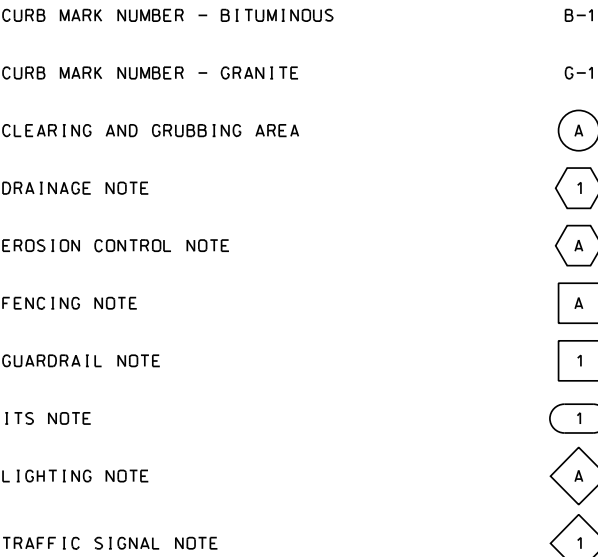 CURB MARK NUMBER - BITUMINOUS B-1
CURB MARK NUMBER - GRANITE G-1
CLEARING AND GRUBBING AREA A
DRAINAGE NOTE 1
EROSION CONTROL NOTE A
FENCING NOTE A
GUARDRAIL NOTE 1
ITS NOTE 1
LIGHTING NOTE A
TRAFFIC SIGNAL NOTE 1